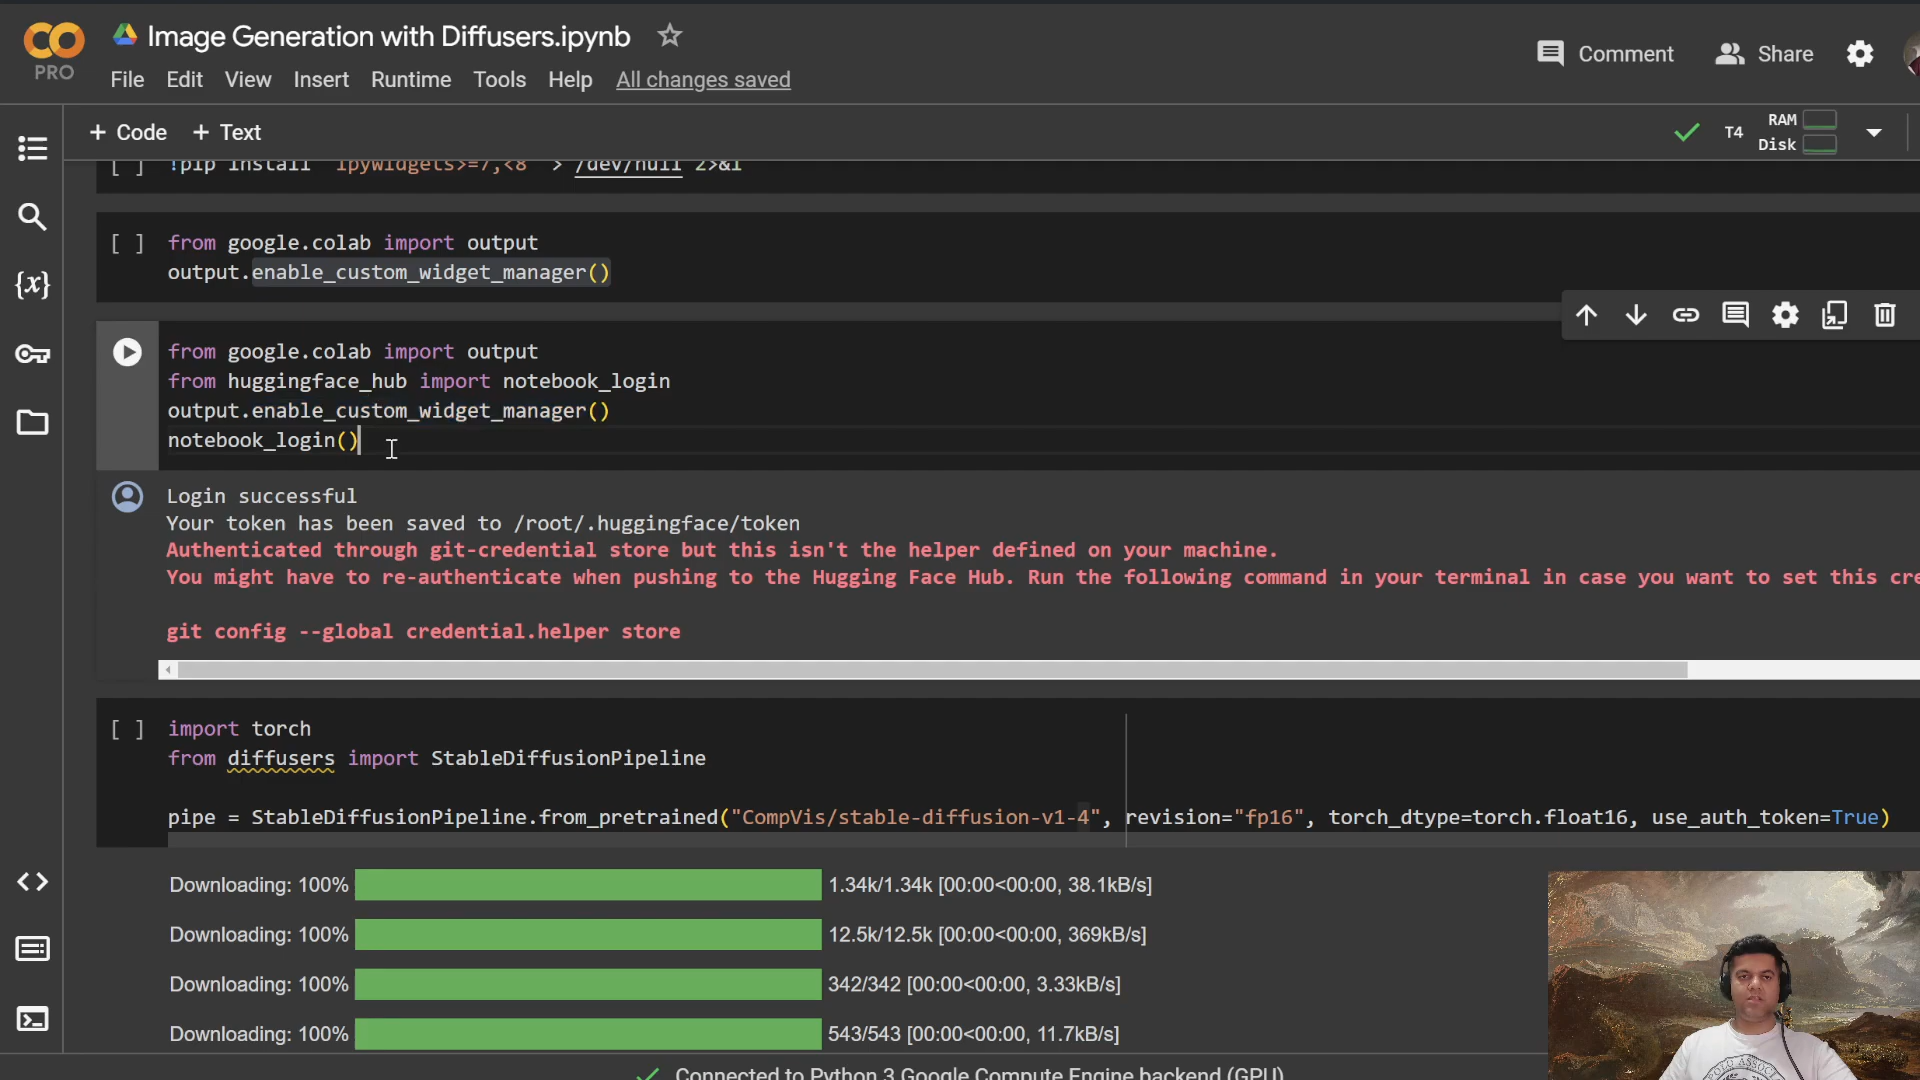 Image Generation with Diffusers.ipynb
PRO
File Edit View Insert Runtime Tools Help All changes saved
Comment Share
+ Code + Text
T4 RAM Disk
[ ] !pip install "ipywidgets>=7,<8" > /dev/null 2>&1
[ ] from google.colab import output
output.enable_custom_widget_manager()
from google.colab import output
from huggingface_hub import notebook_login
output.enable_custom_widget_manager()
notebook_login()
Login successful
Your token has been saved to /root/.huggingface/token
Authenticated through git-credential store but this isn't the helper defined on your machine.
You might have to re-authenticate when pushing to the Hugging Face Hub. Run the following command in your terminal in case you want to set this cre
git config --global credential.helper store
[ ] import torch
from diffusers import StableDiffusionPipeline
pipe = StableDiffusionPipeline.from_pretrained("CompVis/stable-diffusion-v1-4", revision="fp16", torch_dtype=torch.float16, use_auth_token=True)
Downloading: 100% 1.34k/1.34k [00:00<00:00, 38.1kB/s]
Downloading: 100% 12.5k/12.5k [00:00<00:00, 369kB/s]
Downloading: 100% 342/342 [00:00<00:00, 3.33kB/s]
Downloading: 100% 543/543 [00:00<00:00, 11.7kB/s]
Connected to Python 3 Google Compute Engine backend (GPU)